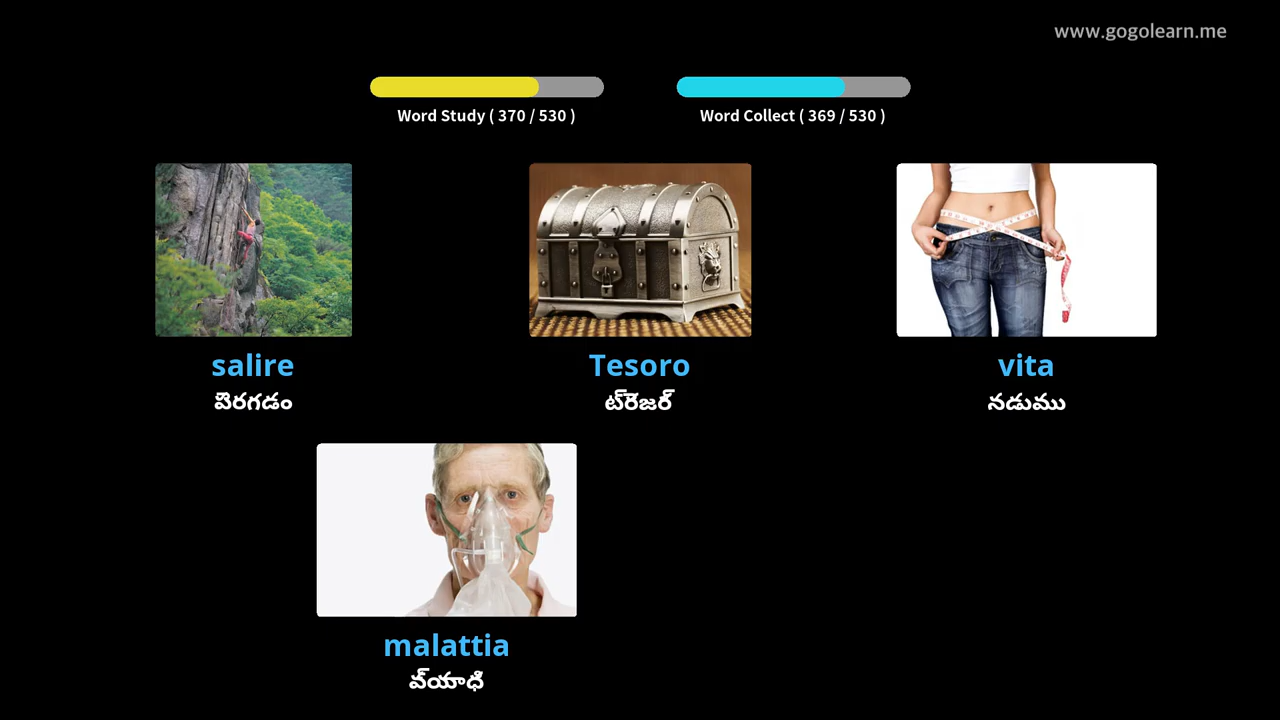 www.gogolearn.me
Word Study ( 370 / 530 )
Word Collect ( 369 / 530 )
salire
పెరగడం
Tesoro
ట్రెజర్
vita
నడుము
malattia
వ్యాధి